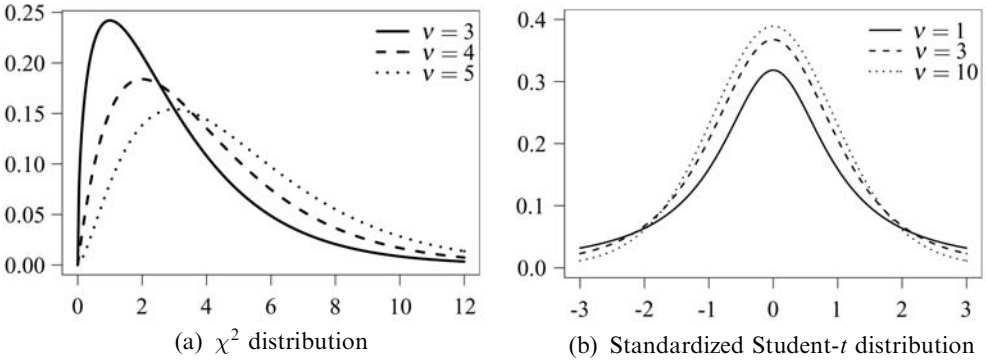 0.25
0.20
0.15
0.10
0.05
0.00
0 2 4 6 8 10 12
ν = 3
ν = 4
ν = 5
(a) χ² distribution
0.4
0.3
0.2
0.1
0.0
-3 -2 -1 0 1 2 3
ν = 1
ν = 3
ν = 10
(b) Standardized Student-t distribution